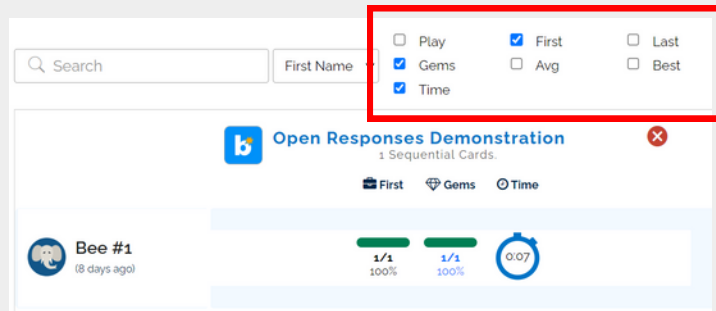 Play First Last
Search First Name Gems Avg Best
Time
b
Open Responses Demonstration
1 Sequential Cards.
First Gems Time
Bee #1
(8 days ago)
1/1 1/1 0:07
100% 100%